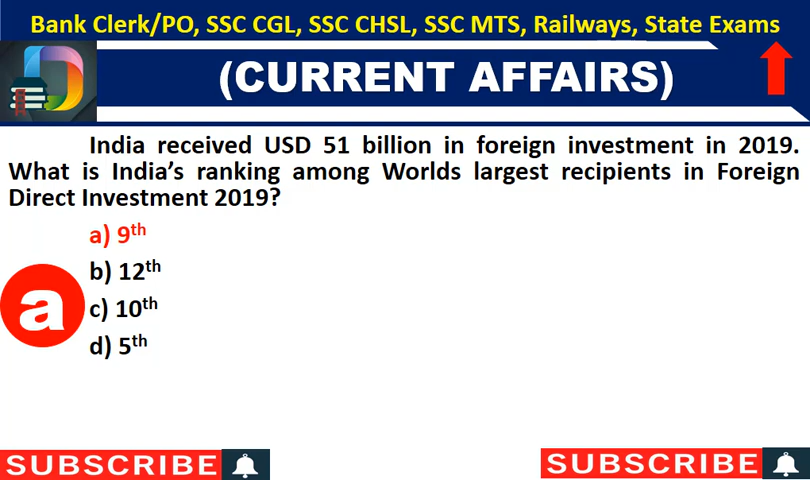 Bank Clerk/PO, SSC CGL, SSC CHSL, SSC MTS, Railways, State Exams
(CURRENT AFFAIRS)
India received USD 51 billion in foreign investment in 2019.
What is India’s ranking among Worlds largest recipients in Foreign
Direct Investment 2019?
a) 9th
b) 12th
a
c) 10th
d) 5th
SUBSCRIBE
SUBSCRIBE